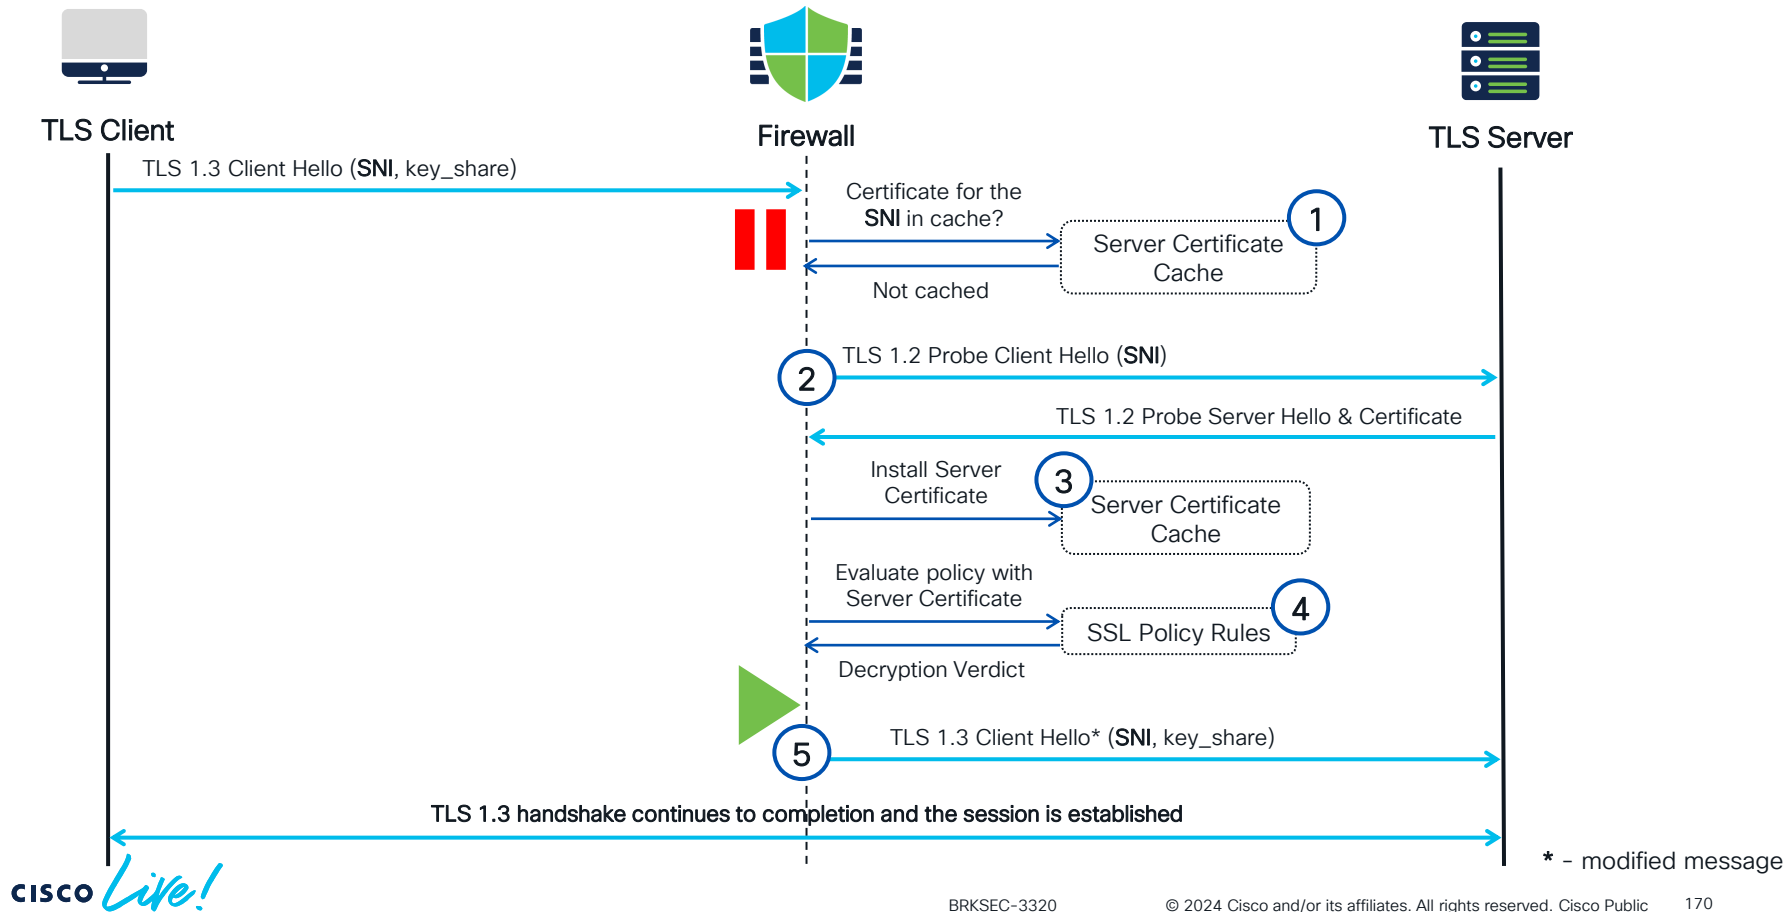 TLS Client
Firewall
TLS Server
TLS 1.3 Client Hello (SNI, key_share)
Certificate for the
SNI in cache?
1
Server Certificate
Cache
Not cached
2
TLS 1.2 Probe Client Hello (SNI)
TLS 1.2 Probe Server Hello & Certificate
Install Server
Certificate
3
Server Certificate
Cache
Evaluate policy with
Server Certificate
4
SSL Policy Rules
Decryption Verdict
5
TLS 1.3 Client Hello* (SNI, key_share)
TLS 1.3 handshake continues to completion and the session is established
* - modified message
CISCO Live!
BRKSEC-3320
© 2024 Cisco and/or its affiliates. All rights reserved. Cisco Public
170